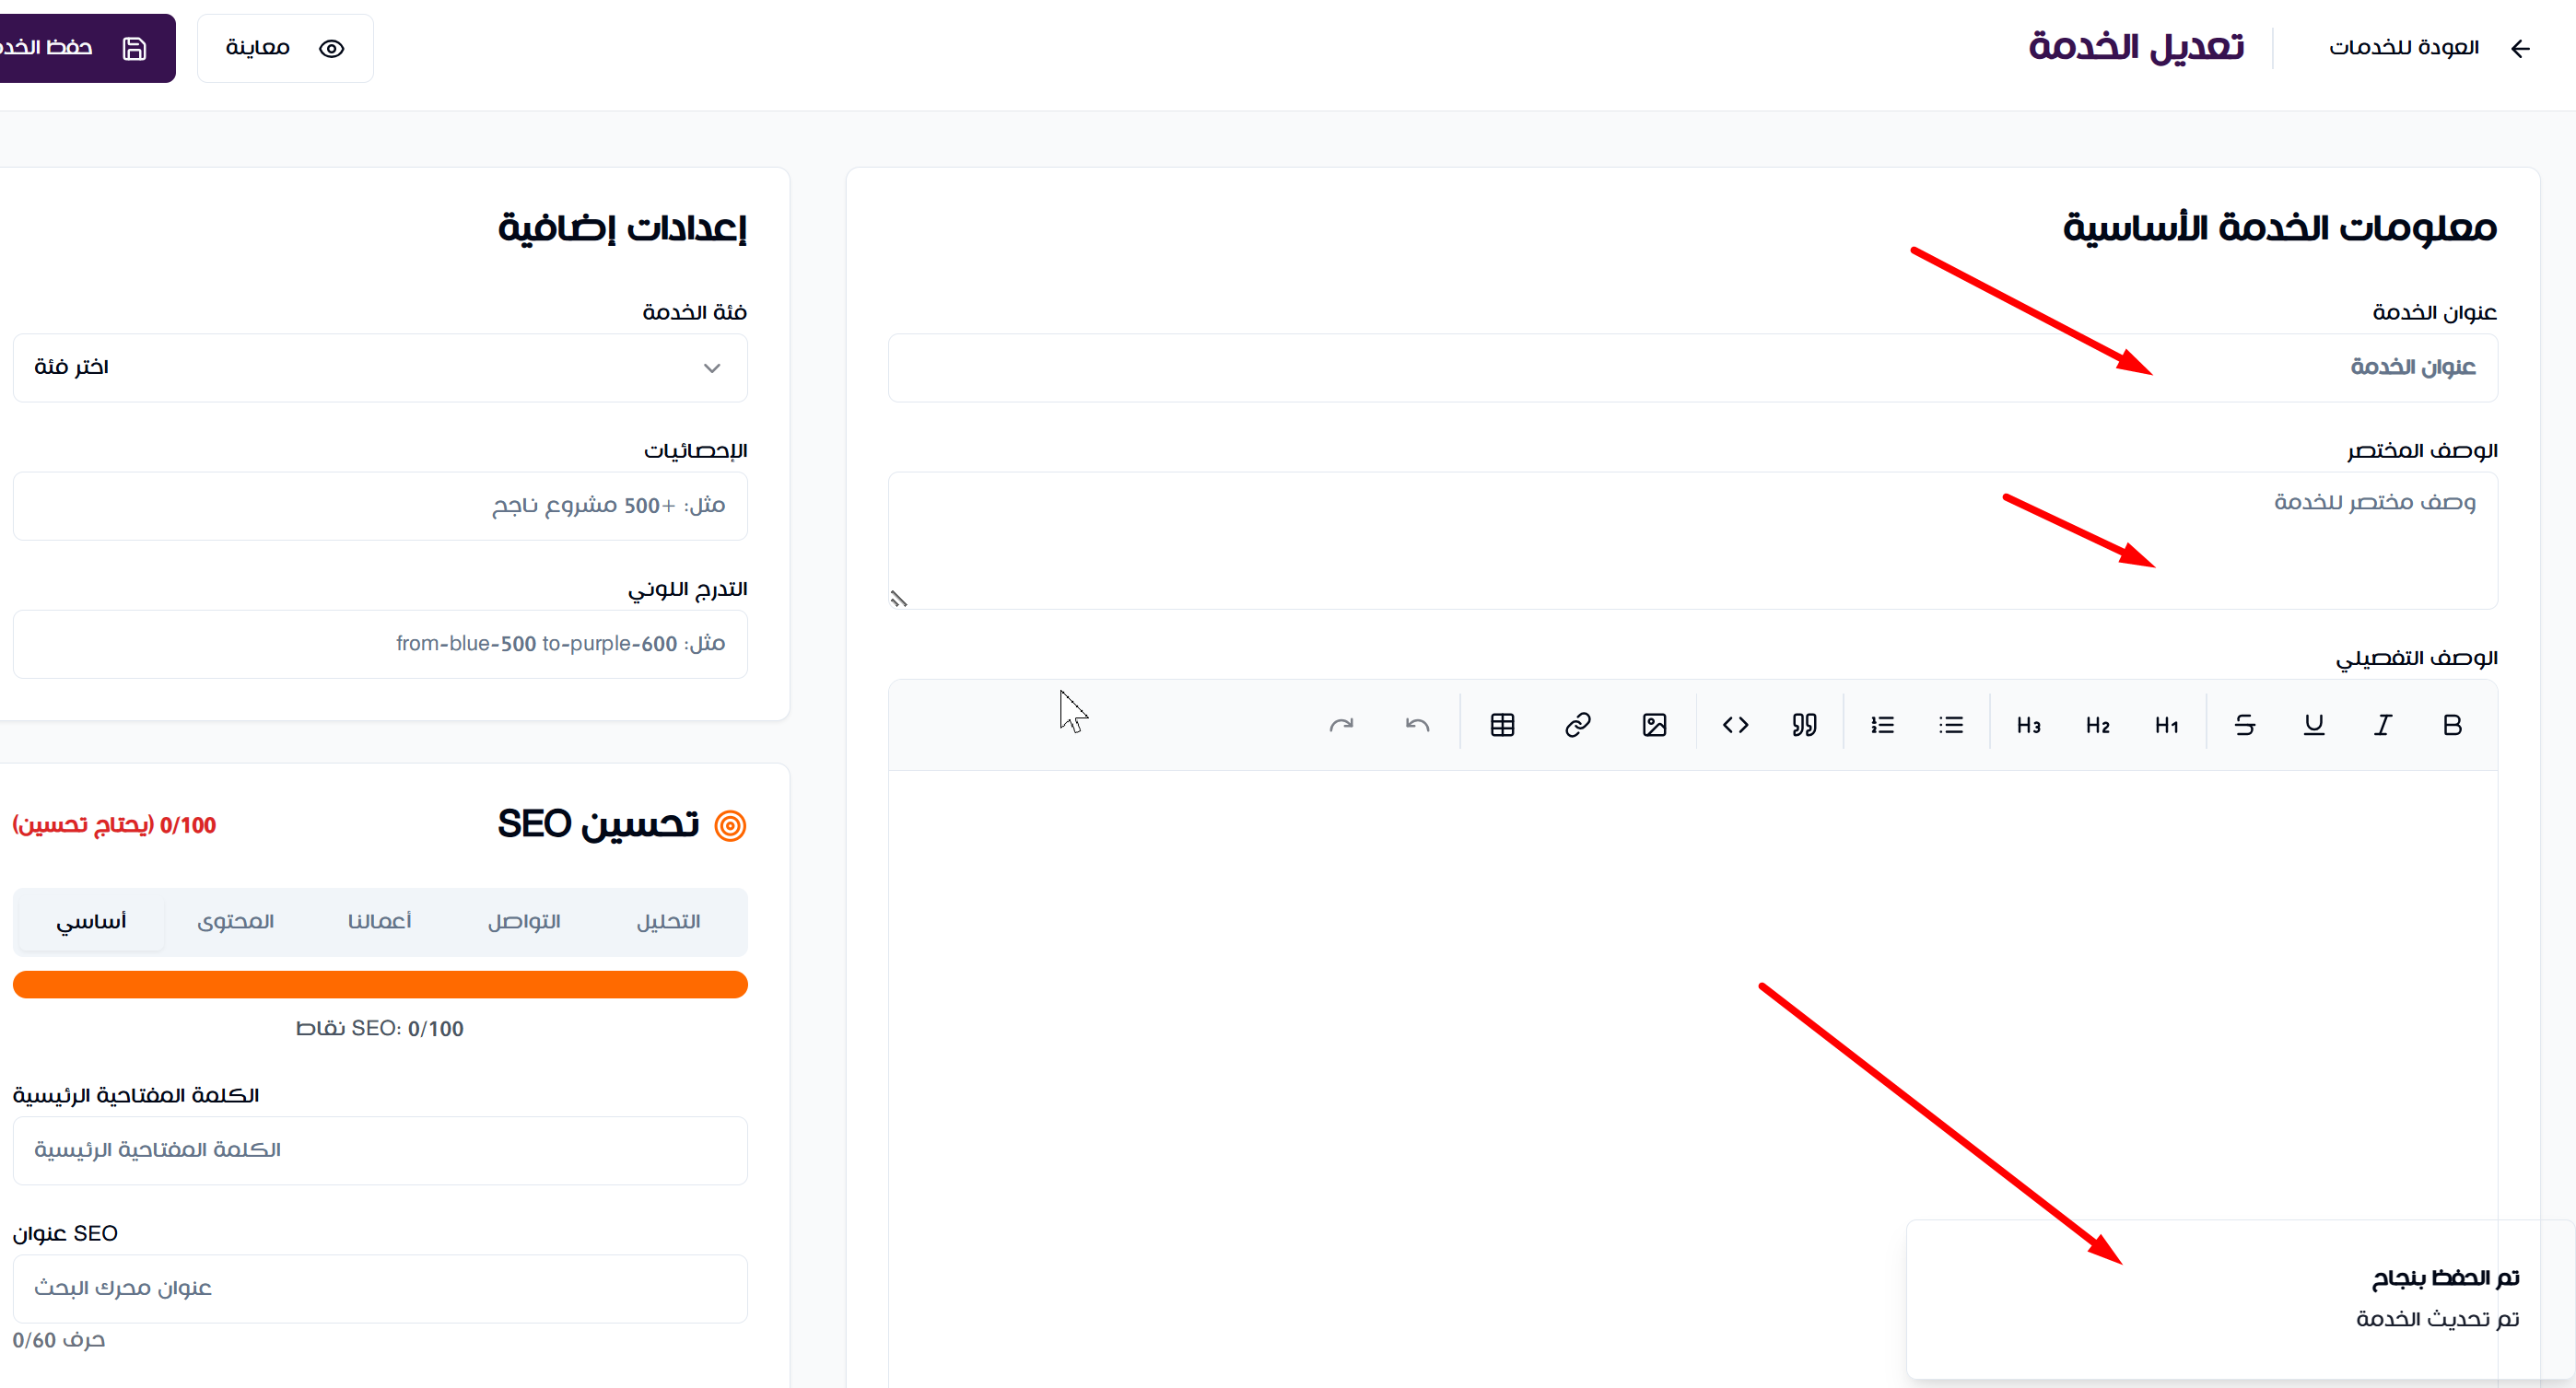 العودة للخدمات
تعديل الخدمة
معاينة
حفظ الخد
معلومات الخدمة الأساسية
عنوان الخدمة
عنوان الخدمة
الوصف المختصر
وصف مختصر للخدمة
الوصف التفصيلي
B I U S H1 H2 H3
تم الحفظ بنجاح
تم تحديث الخدمة
إعدادات إضافية
فئة الخدمة
اختر فئة
الإحصائيات
مثل: +500 مشروع ناجح
التدرج اللوني
مثل: from-blue-500 to-purple-600
تحسين SEO
0/100 (يحتاج تحسين)
التحليل
التواصل
أعمالنا
المحتوى
أساسي
نقاط SEO: 0/100
الكلمة المفتاحية الرئيسية
الكلمة المفتاحية الرئيسية
عنوان SEO
عنوان محرك البحث
0/60 حرف